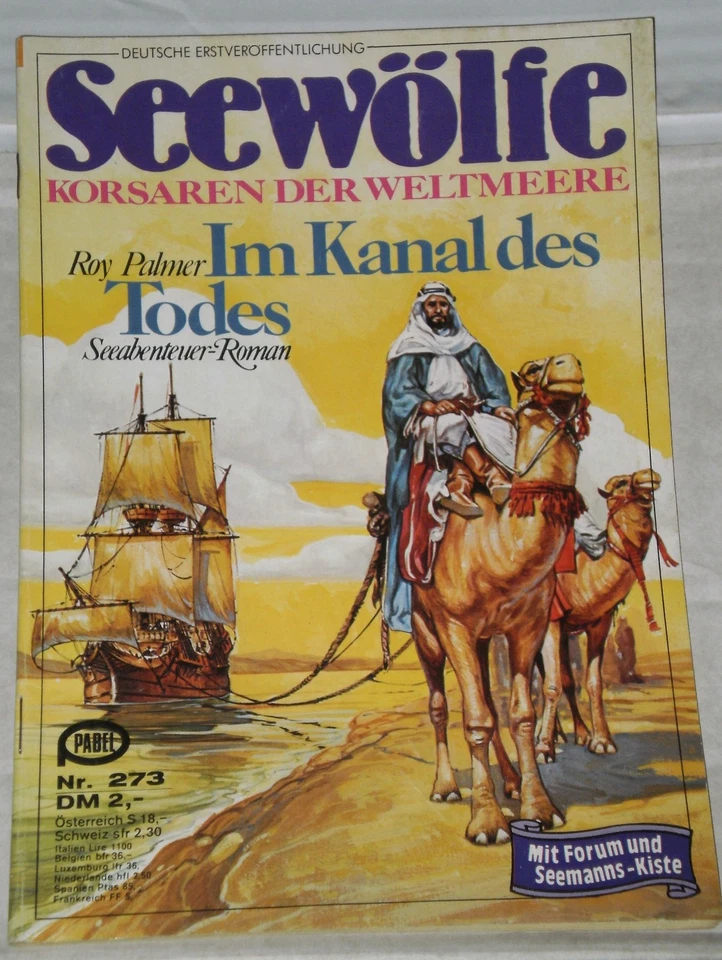 DEUTSCHE ERSTVERÖFFENTLICHUNG
Seewölfe
KORSAREN DER WELTMEERE
Roy Palmer Im Kanal des
Todes
Seeabenteuer-Roman
PABEL
Nr. 273
DM 2,-
Österreich S 18,-
Schweiz sfr 2,30
Italien Lire 1100
Belgien bfr 36,-
Luxemburg lfr 36,
Niederlande hfl 2,50
Spanien Ptas 85,
Frankreich FF 5,
Mit Forum und
Seemanns-Kiste